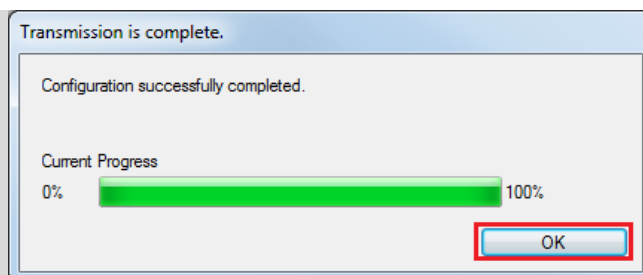 Transmission is complete.
Configuration successfully completed.
Current Progress
0% 100%
OK